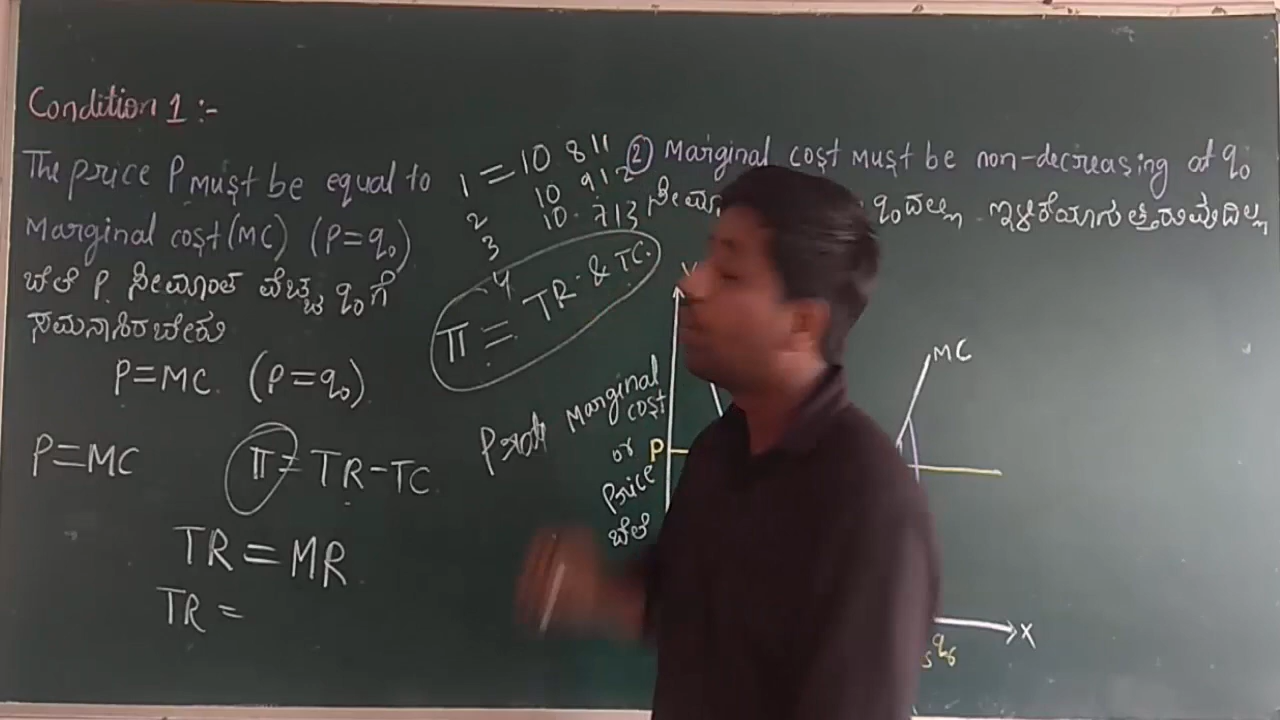 Condition 1 :-
The price P must be equal to
Marginal cost (MC) (P=q₀)
ಬೆಲೆ P ಸೀಮಾಂತ ವೆಚ್ಚ q₀ ಗೆ
ಸಮನಾಗಿರಬೇಕು
P=MC (P=q₀)
P=MC
π = TR-TC
TR = MR
TR =
1 = 10 8 11
2 10 9 12
3 10 - 7 13
4
π = TR & TC
② Marginal cost must be non-decreasing at q₀
q₀ ದಲ್ಲಿ ಇಳಿಕೆಯಾಗುತ್ತಿರುವುದಿಲ್ಲ
Marginal
cost
or
Price
ಬೆಲೆ
P
MC
X